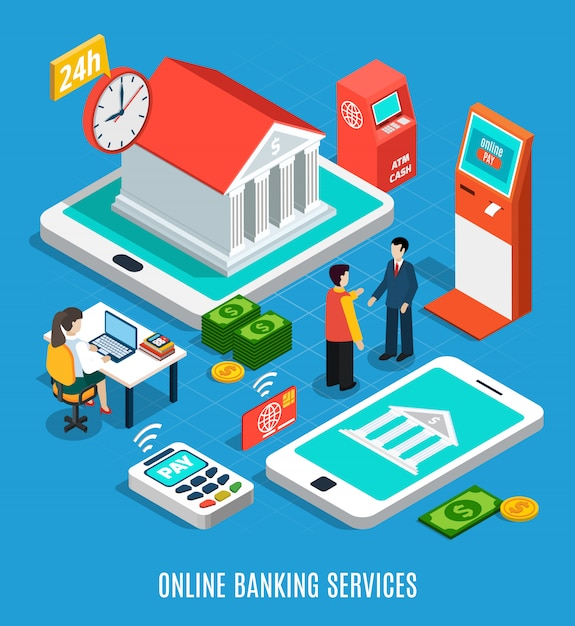 24h
$
online
PAY
ATM
CASH
$
$
$
PAY
$
$
$
ONLINE BANKING SERVICES